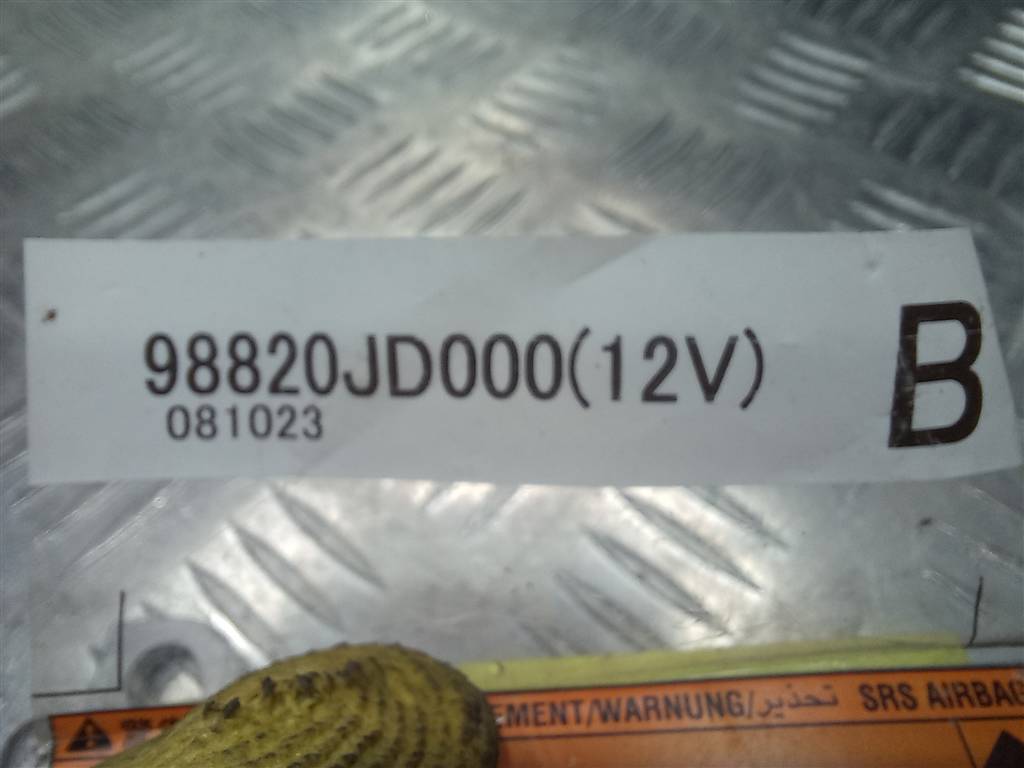 98820JD000(12V)
081023
B
EMENT/WARNUNG/تحذير SRS AIRBAG